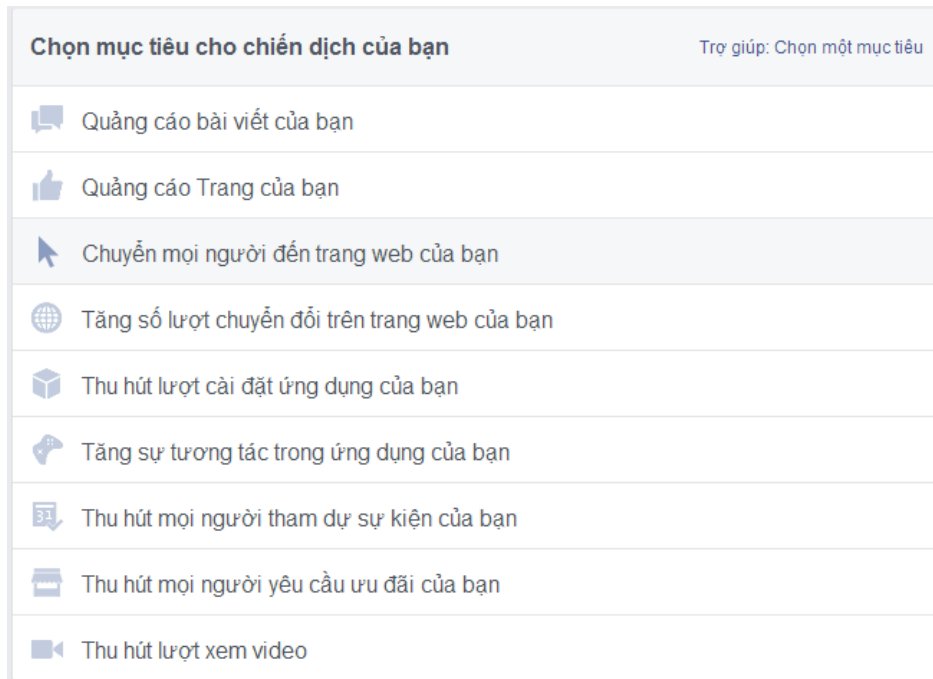 Chọn mục tiêu cho chiến dịch của bạn
Trợ giúp: Chọn một mục tiêu
Quảng cáo bài viết của bạn
Quảng cáo Trang của bạn
Chuyển mọi người đến trang web của bạn
Tăng số lượt chuyển đổi trên trang web của bạn
Thu hút lượt cài đặt ứng dụng của bạn
Tăng sự tương tác trong ứng dụng của bạn
31
Thu hút mọi người tham dự sự kiện của bạn
Thu hút mọi người yêu cầu ưu đãi của bạn
Thu hút lượt xem video